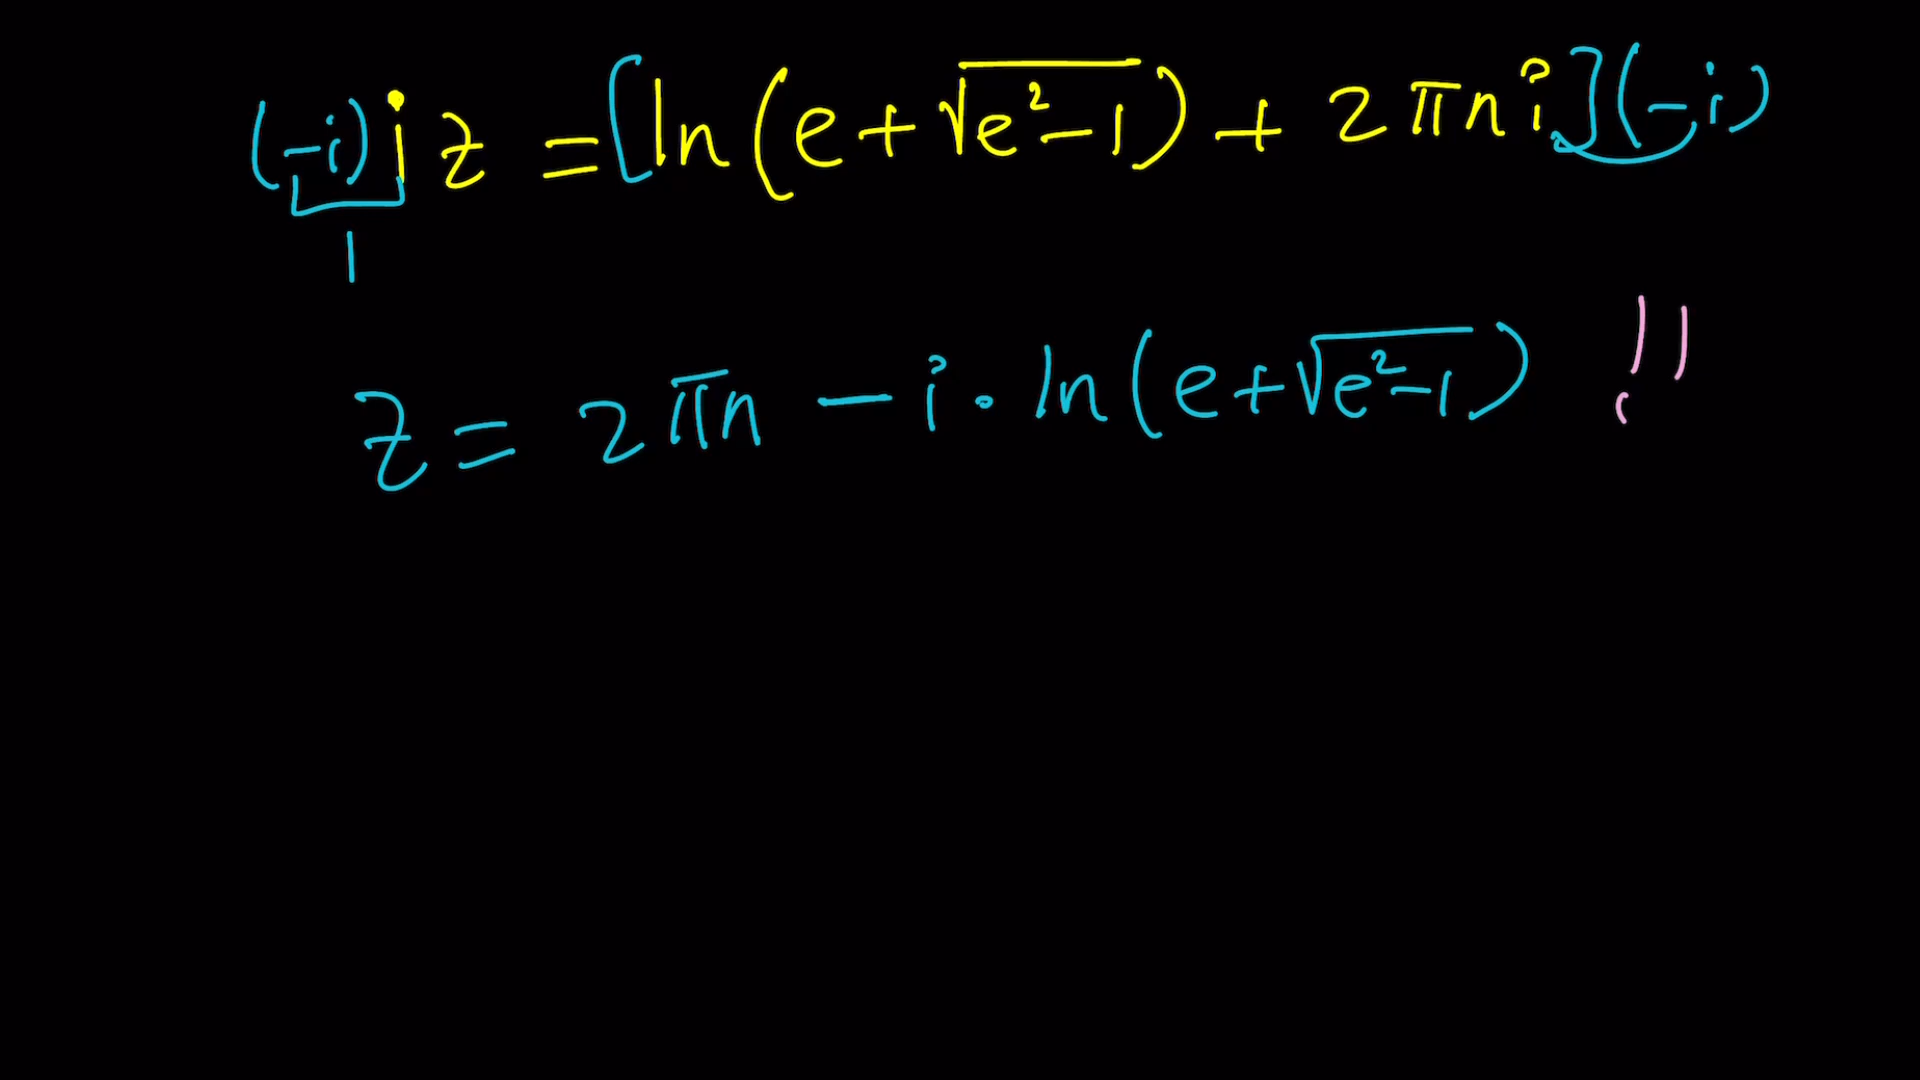 (-i) i z = [ln(e+√(e²-1)) + 2πni](-i)
1
z = 2πn - i · ln(e+√(e²-1)) !!